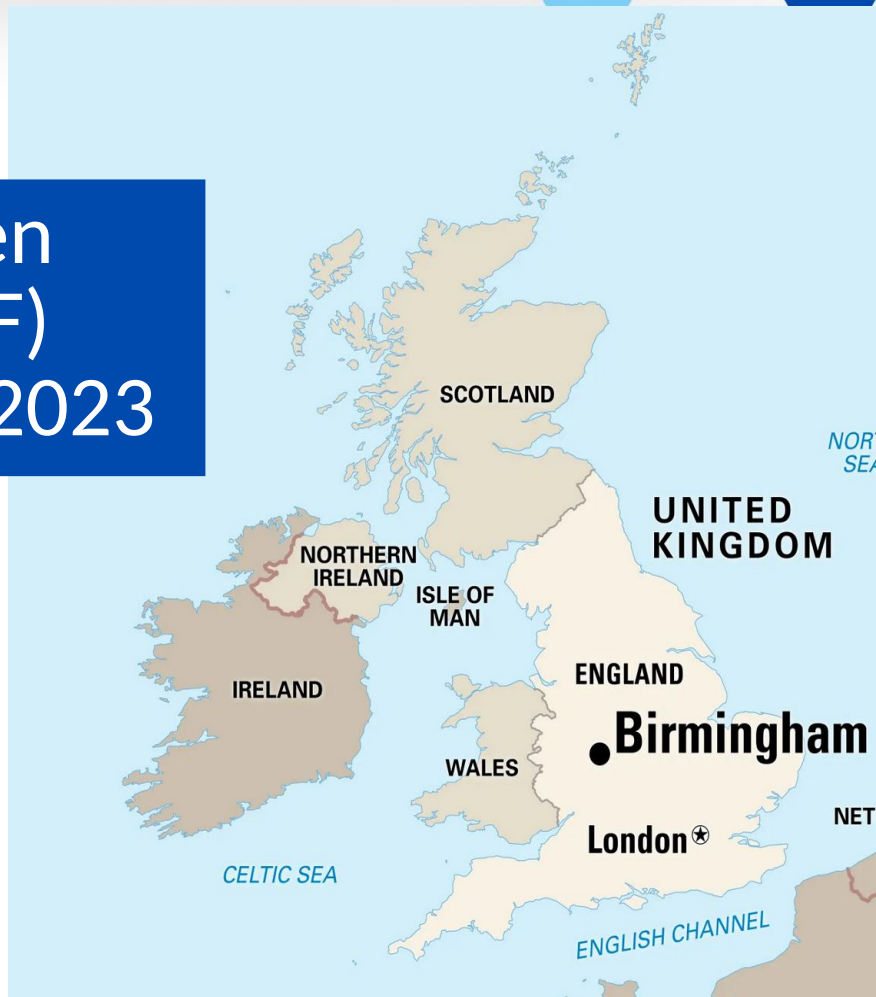 en
F)
2023
SCOTLAND
NOR
SEA
UNITED
KINGDOM
NORTHERN
IRELAND
ISLE OF
MAN
IRELAND
ENGLAND
Birmingham
WALES
London
NET
CELTIC SEA
ENGLISH CHANNEL